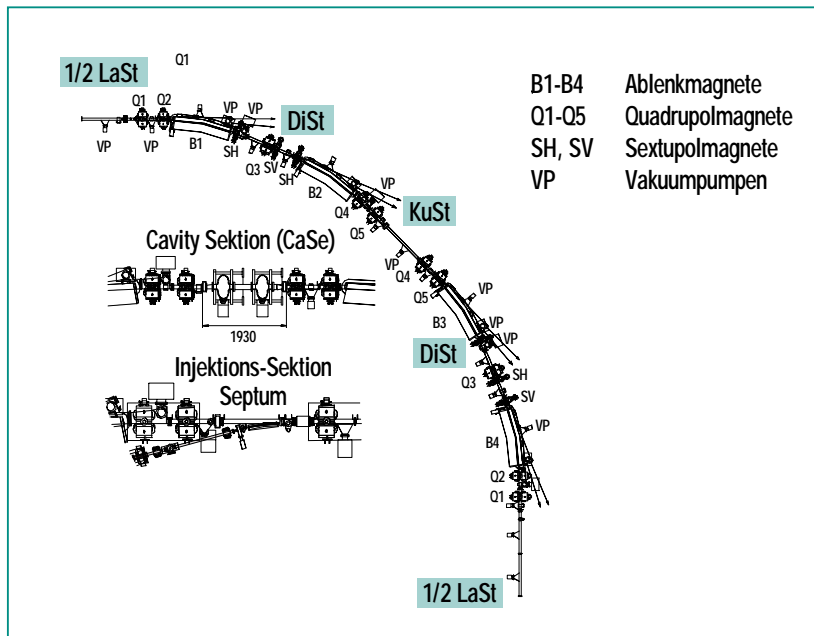 Q1
1/2 LaSt
Q1 Q2
VP VP
DiSt
VP VP
B1
SH
Q3
SV
SH
B2
Q4
KuSt
Q5
B1-B4 Ablenkmagnete
Q1-Q5 Quadrupolmagnete
SH, SV Sextupolmagnete
VP Vakuumpumpen
Cavity Sektion (CaSe)
1930
VP
Q4
Q5
VP
B3
VP
VP
DiSt
Q3
SH
SV
Injektions-Sektion
Septum
VP
B4
Q2
Q1
1/2 LaSt